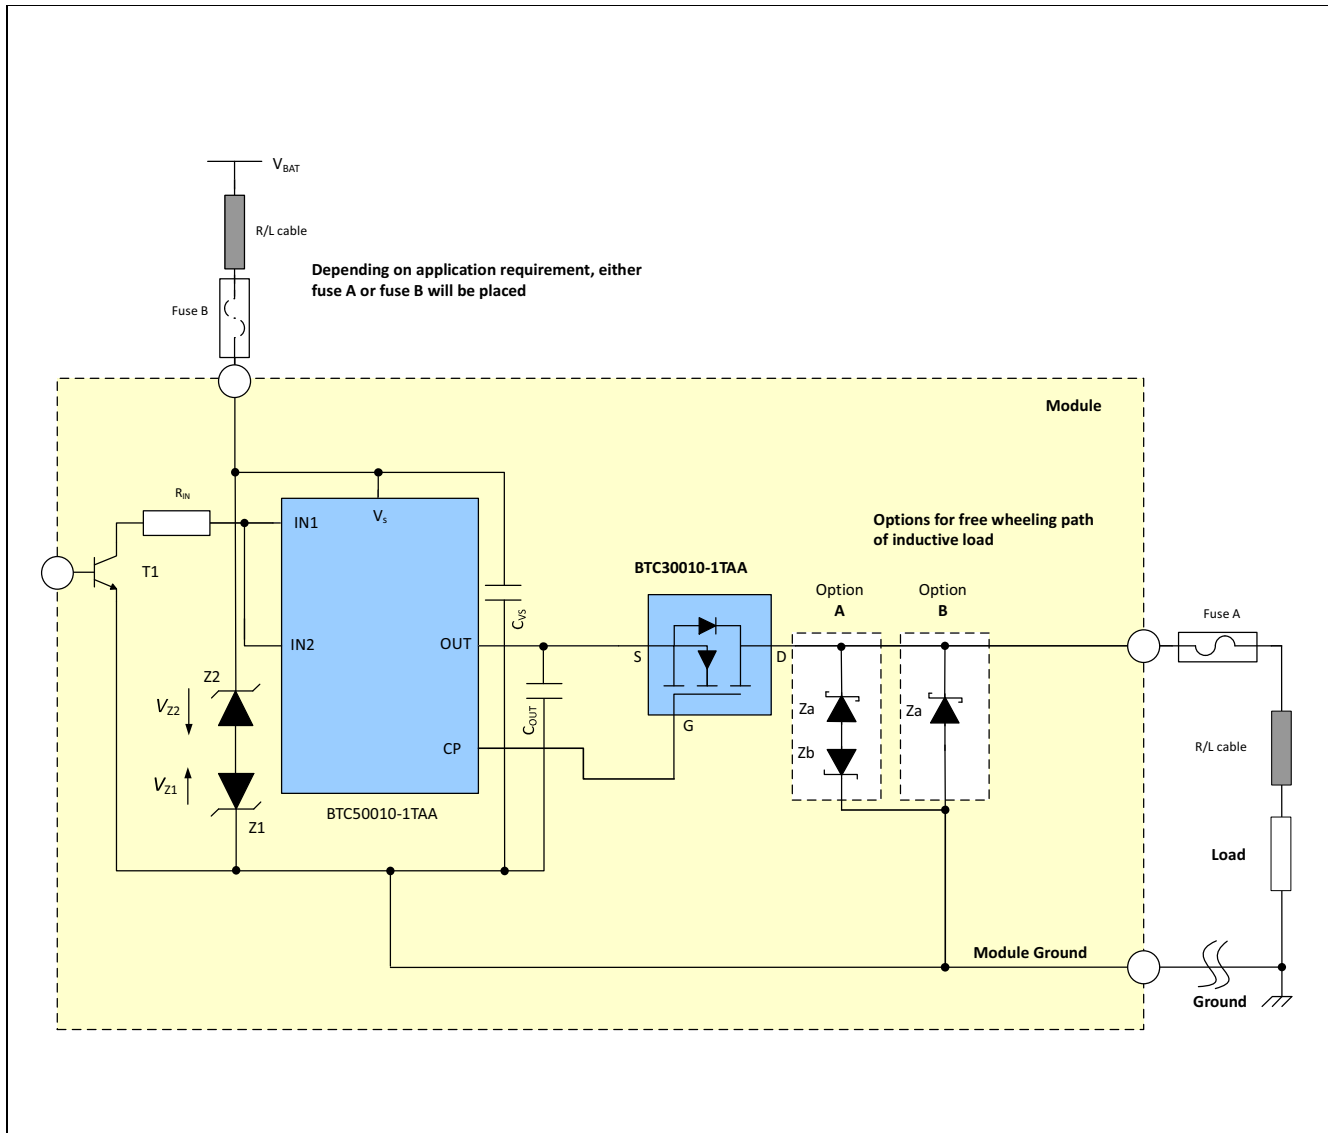 VBAT
R/L cable
Depending on application requirement, either
fuse A or fuse B will be placed
Fuse B
Module
RIN
IN1
Vs
Options for free wheeling path
of inductive load
T1
BTC30010-1TAA
Option
A
Option
B
CVS
Fuse A
IN2
OUT
S
D
Z2
VZ2
COUT
Za
Za
G
CP
Zb
R/L cable
VZ1
BTC50010-1TAA
Z1
Load
Module Ground
Ground